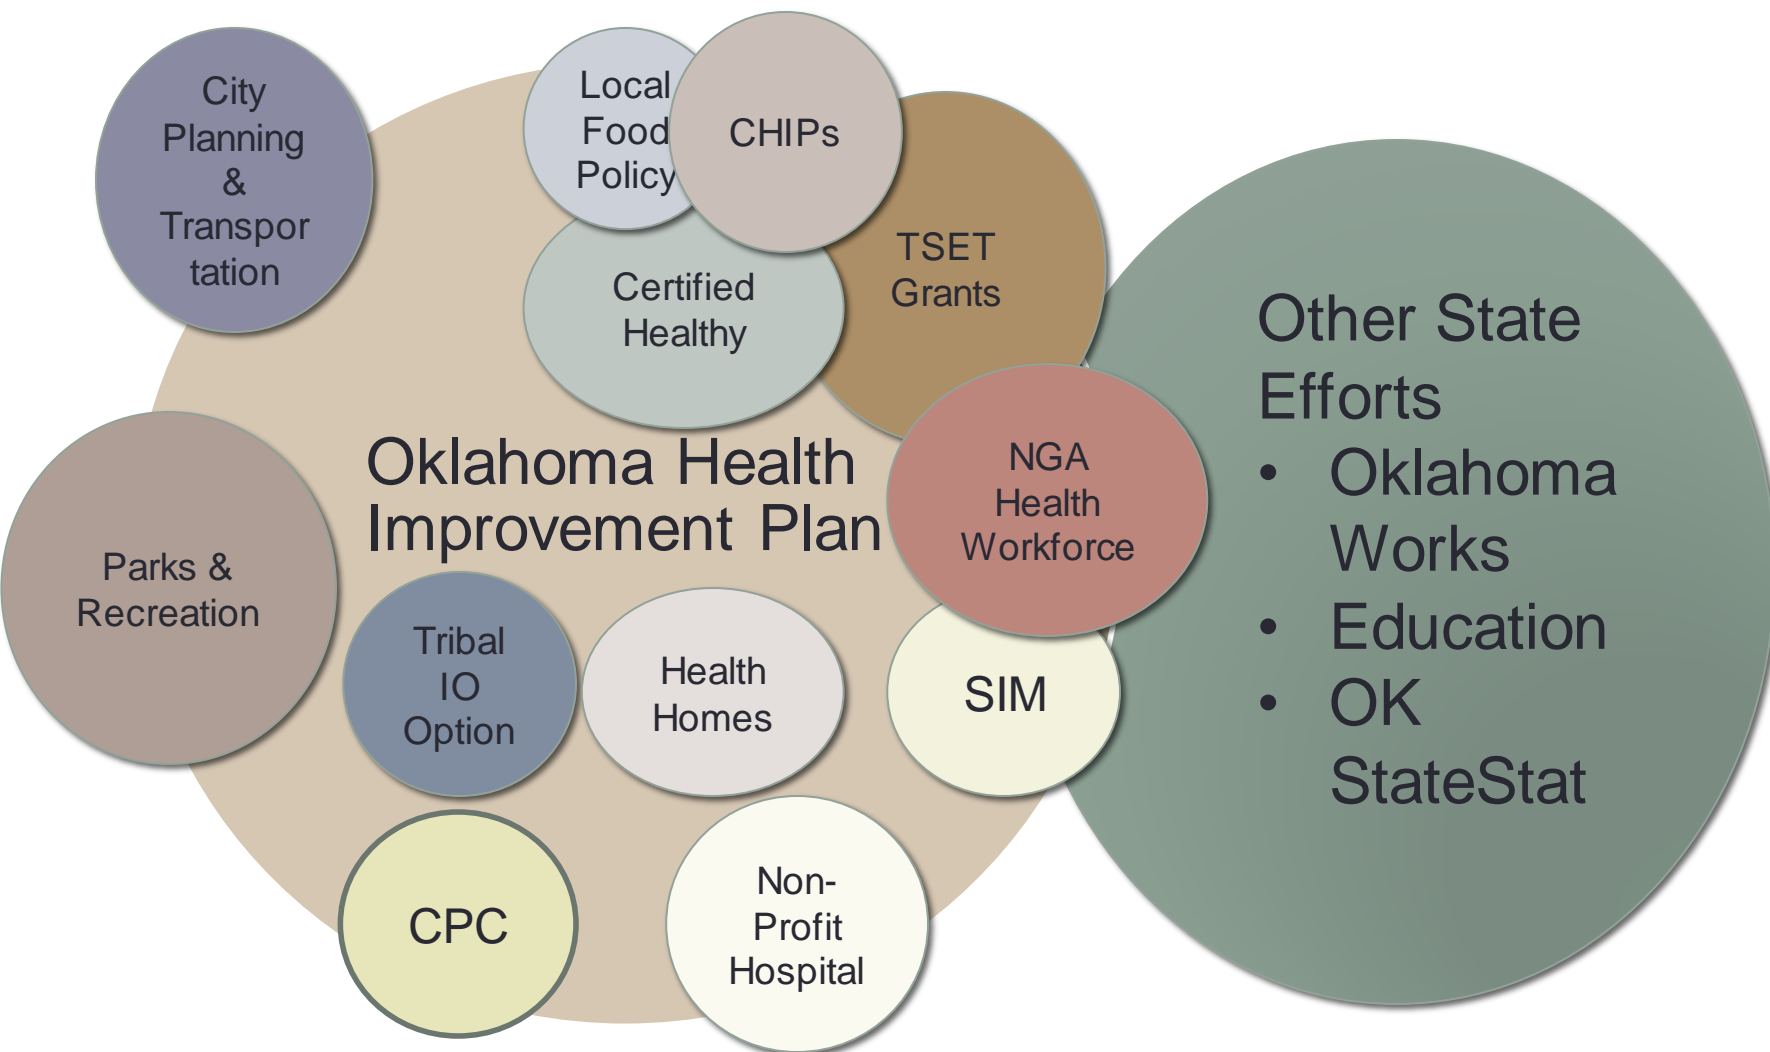 City
Planning
&
Transpor
tation
Local
Food
Policy
CHIPs
TSET
Grants
Certified
Healthy
Oklahoma Health
Improvement Plan
NGA
Health
Workforce
Parks &
Recreation
Tribal
IO
Option
Health
Homes
SIM
CPC
Non-
Profit
Hospital
Other State
Efforts
• Oklahoma
Works
• Education
• OK
StateStat